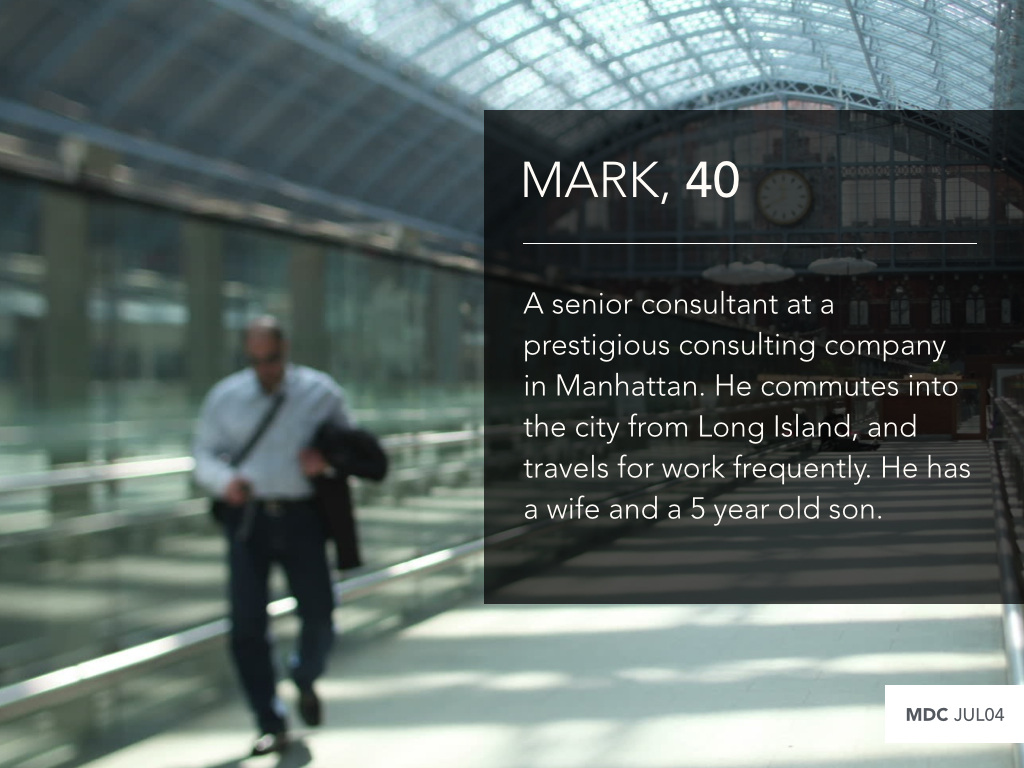 MARK, 40
A senior consultant at a
prestigious consulting company
in Manhattan. He commutes into
the city from Long Island, and
travels for work frequently. He has
a wife and a 5 year old son.
MDC JUL04